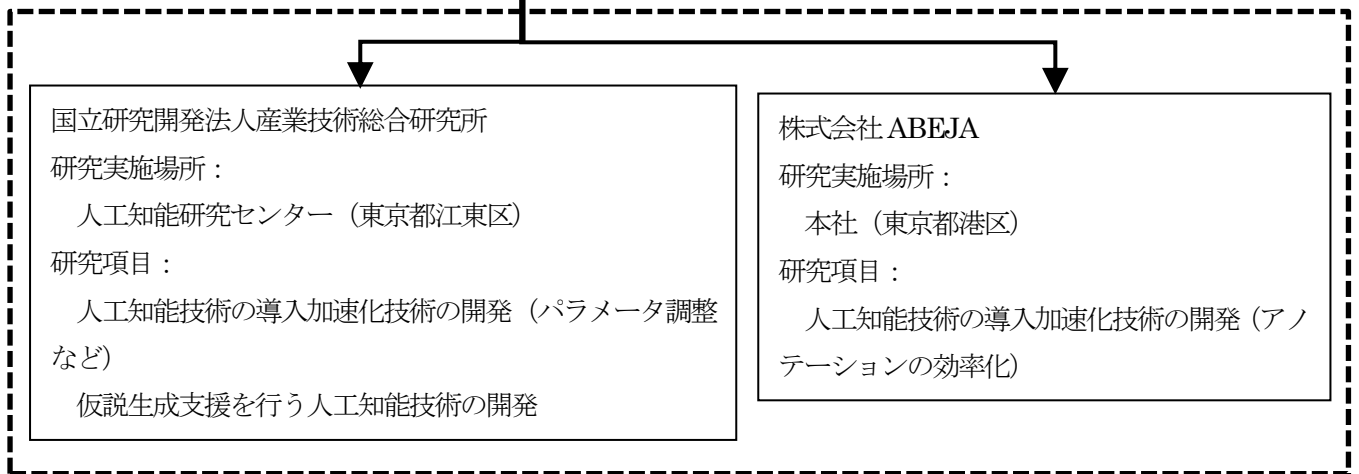 国立研究開発法人産業技術総合研究所
研究実施場所：
人工知能研究センター（東京都江東区）
研究項目：
人工知能技術の導入加速化技術の開発（パラメータ調整
など）
仮説生成支援を行う人工知能技術の開発
株式会社 ABEJA
研究実施場所：
本社（東京都港区）
研究項目：
人工知能技術の導入加速化技術の開発（アノ
テーションの効率化）